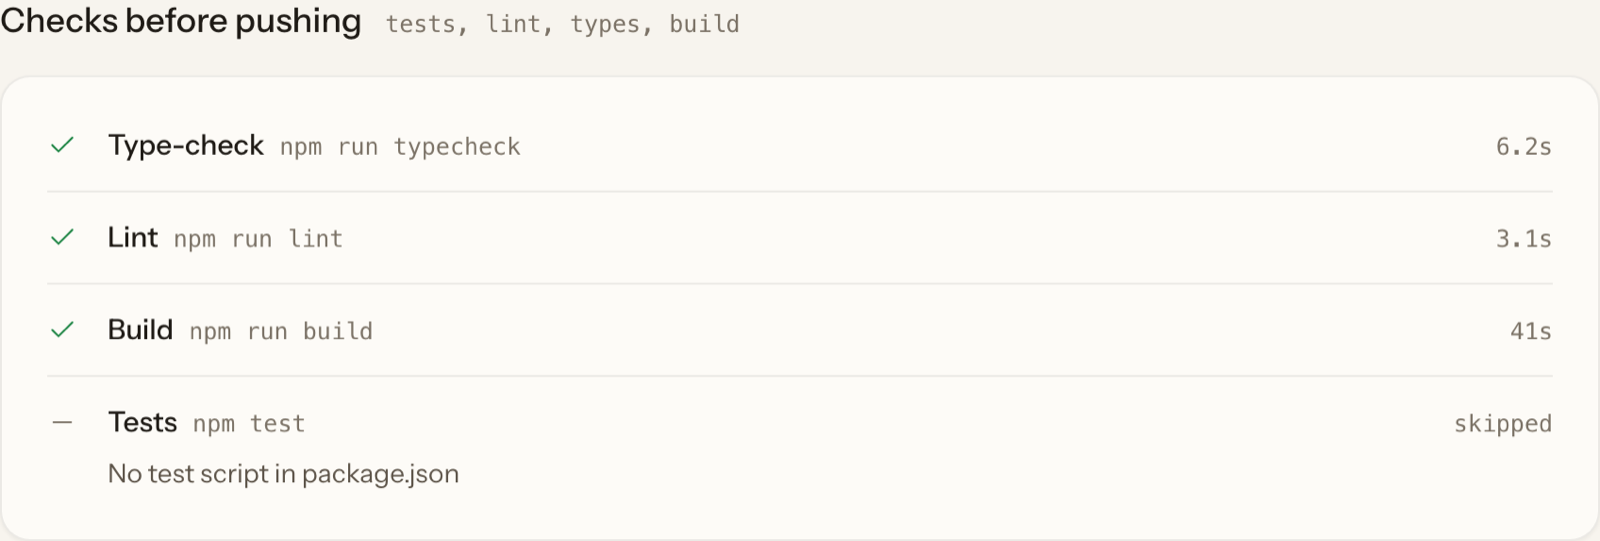 Checks before pushing tests, lint, types, build
Type-check npm run typecheck 6.2s
Lint npm run lint 3.1s
Build npm run build 41s
Tests npm test skipped
No test script in package.json